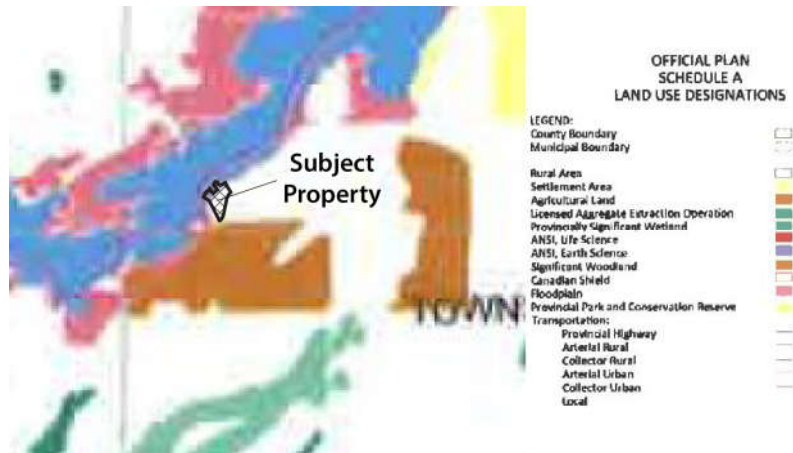 Subject
Property
TOWN
OFFICIAL PLAN
SCHEDULE A
LAND USE DESIGNATIONS
LEGEND:
County Boundary
Municipal Boundary
Rural Area
Settlement Area
Agricultural Land
Licensed Aggregate Extraction Operation
Provincially Significant Wetland
ANSI, Life Science
ANSI, Earth Science
Significant Woodland
Canadian Shield
Floodplain
Provincial Park and Conservation Reserve
Transportation:
Provincial Highway
Arterial Rural
Collector Rural
Arterial Urban
Collector Urban
Local